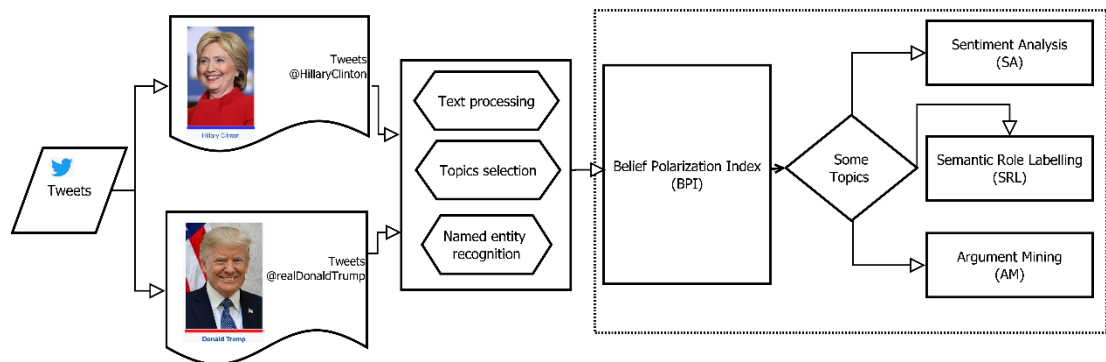 Tweets
Tweets
@HillaryClinton
Hillary Clinton
Tweets
@realDonaldTrump
Donald Trump
Text processing
Topics selection
Named entity
recognition
Belief Polarization Index
(BPI)
Some
Topics
Sentiment Analysis
(SA)
Semantic Role Labelling
(SRL)
Argument Mining
(AM)